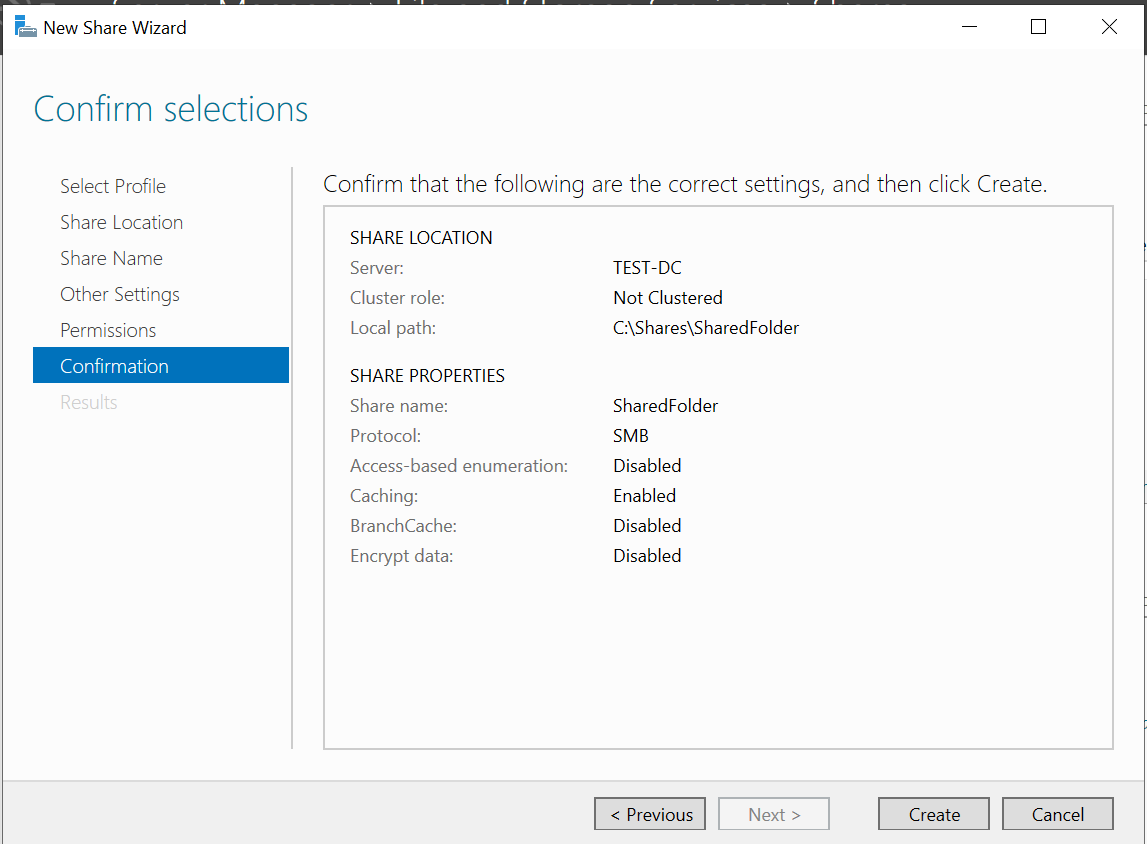 New Share Wizard
Confirm selections
Select Profile
Share Location
Share Name
Other Settings
Permissions
Confirmation
Results
Confirm that the following are the correct settings, and then click Create.
SHARE LOCATION
Server: TEST-DC
Cluster role: Not Clustered
Local path: C:\Shares\SharedFolder
SHARE PROPERTIES
Share name: SharedFolder
Protocol: SMB
Access-based enumeration: Disabled
Caching: Enabled
BranchCache: Disabled
Encrypt data: Disabled
< Previous Next > Create Cancel